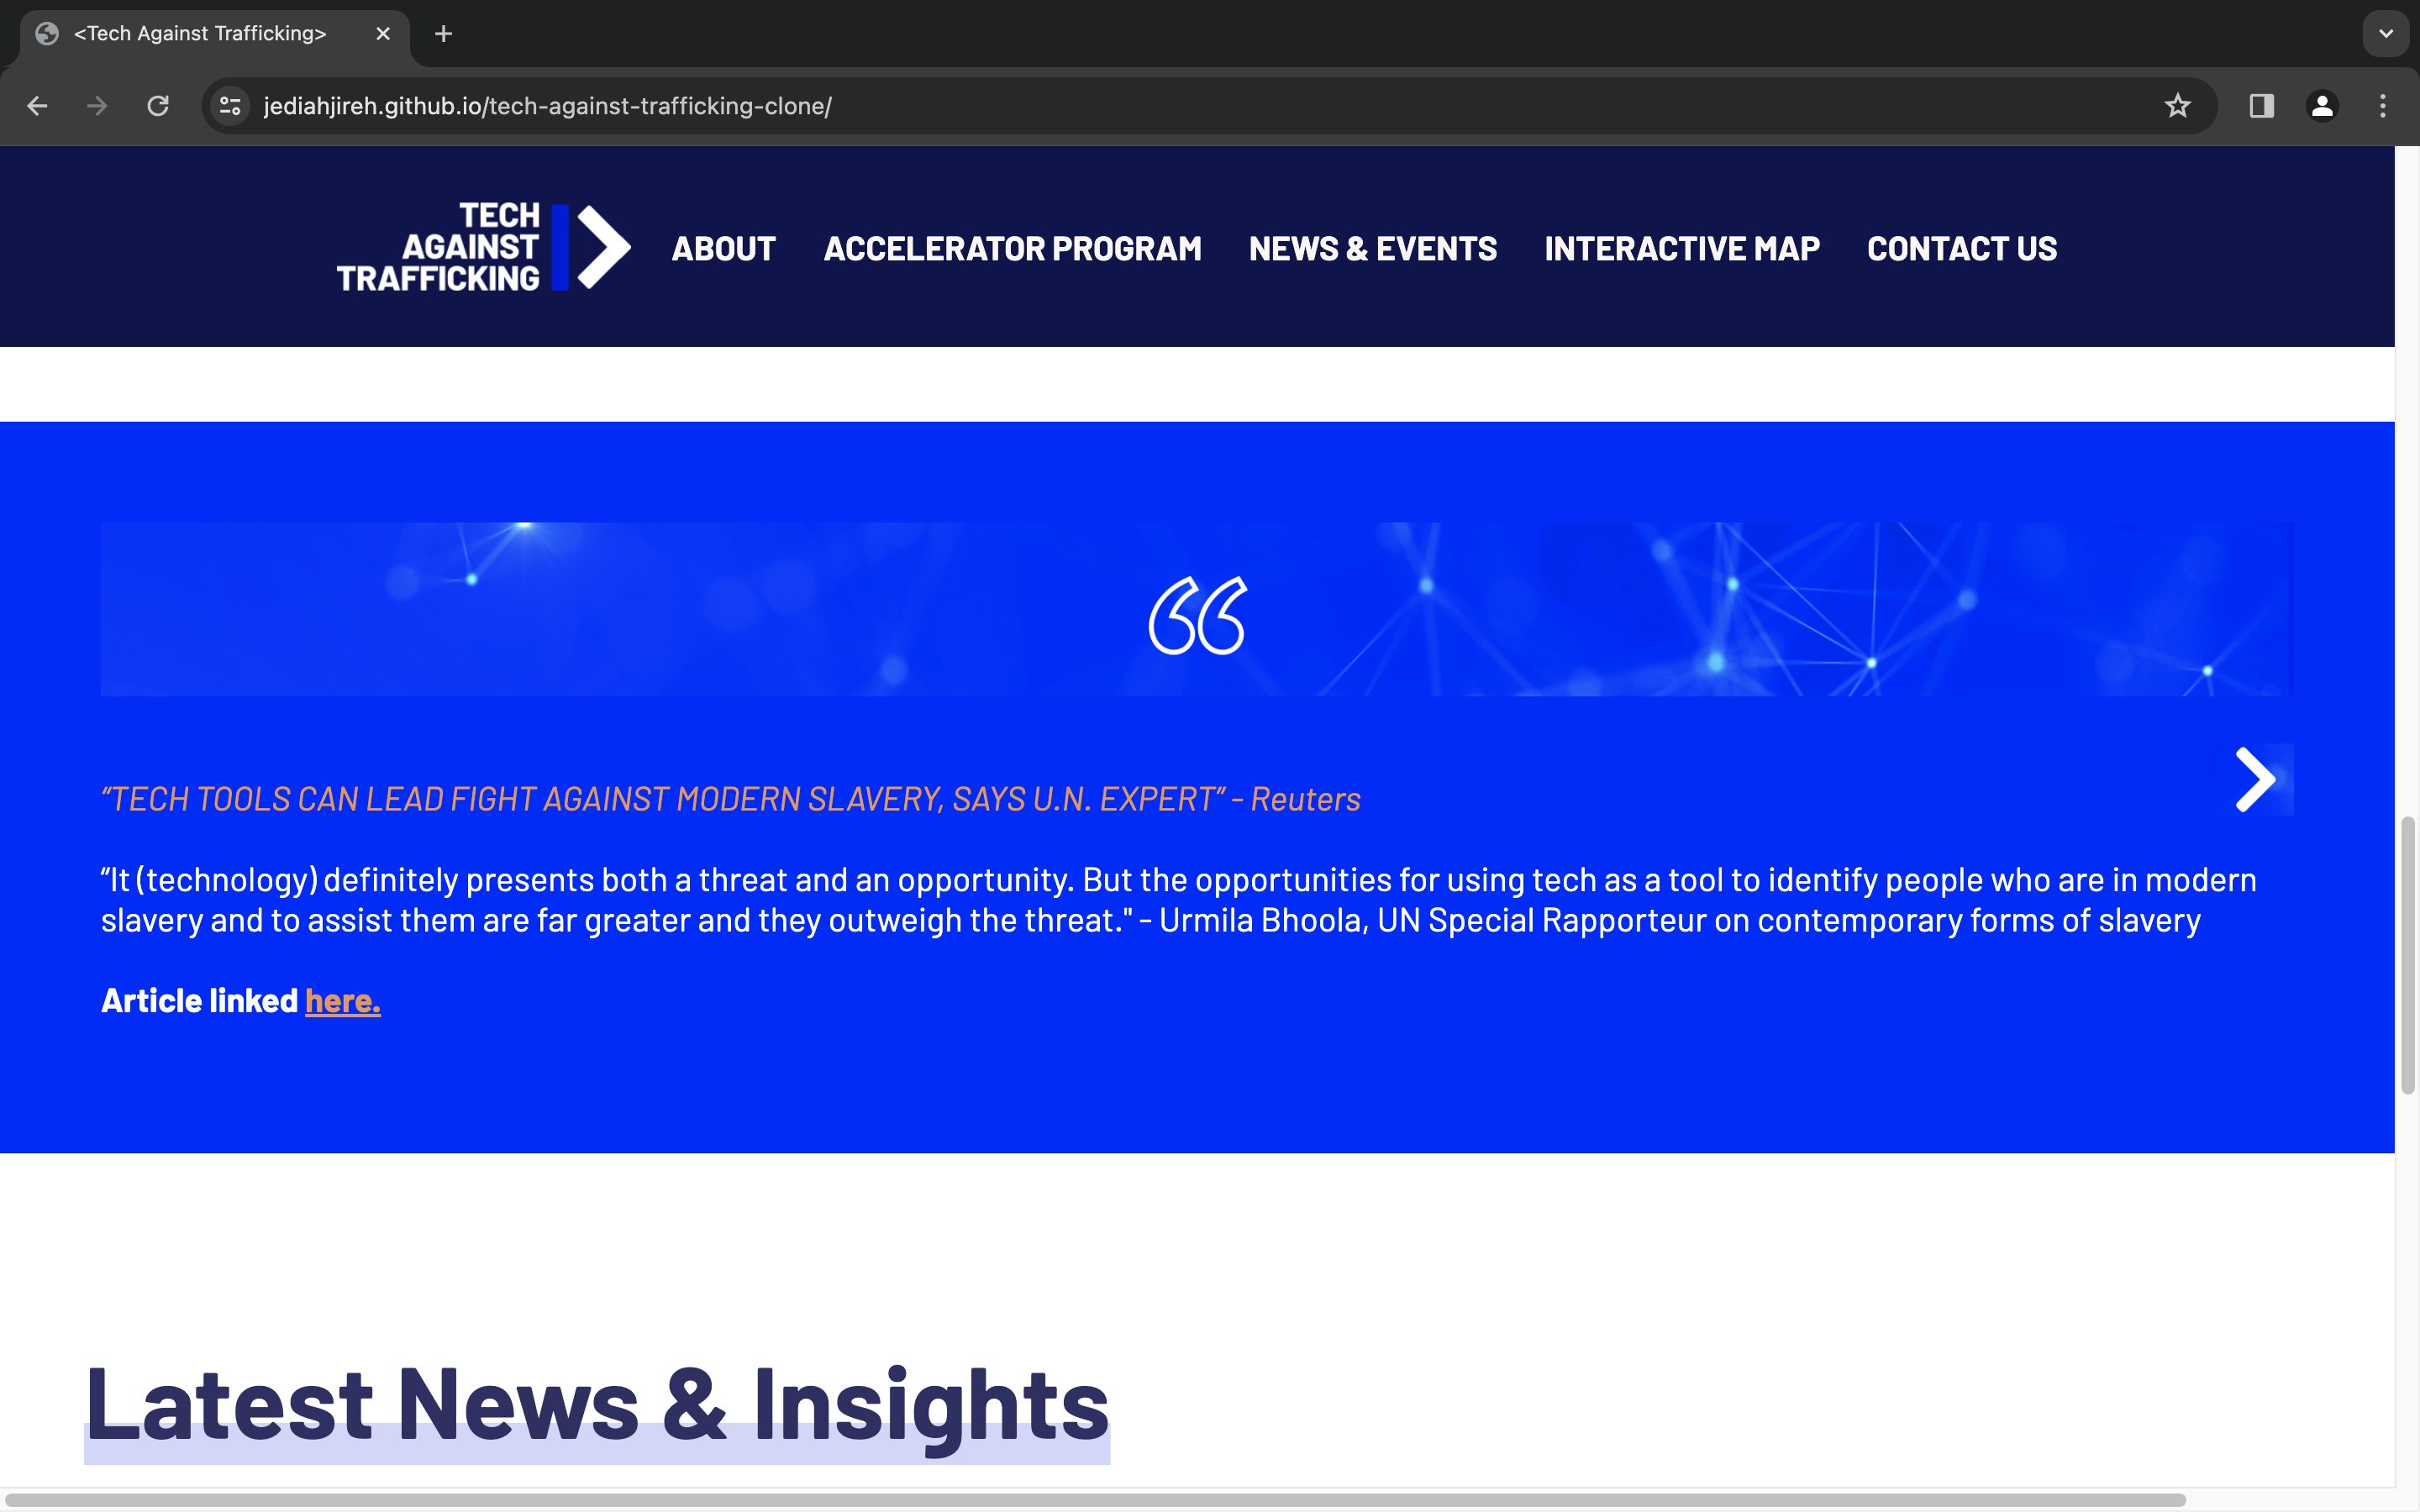 <Tech Against Trafficking>
jediahjireh.github.io/tech-against-trafficking-clone/
TECH
AGAINST
TRAFFICKING
ABOUT ACCELERATOR PROGRAM NEWS & EVENTS INTERACTIVE MAP CONTACT US
“
“TECH TOOLS CAN LEAD FIGHT AGAINST MODERN SLAVERY, SAYS U.N. EXPERT” - Reuters
“It (technology) definitely presents both a threat and an opportunity. But the opportunities for using tech as a tool to identify people who are in modern
slavery and to assist them are far greater and they outweigh the threat." - Urmila Bhoola, UN Special Rapporteur on contemporary forms of slavery
Article linked here.
Latest News & Insights